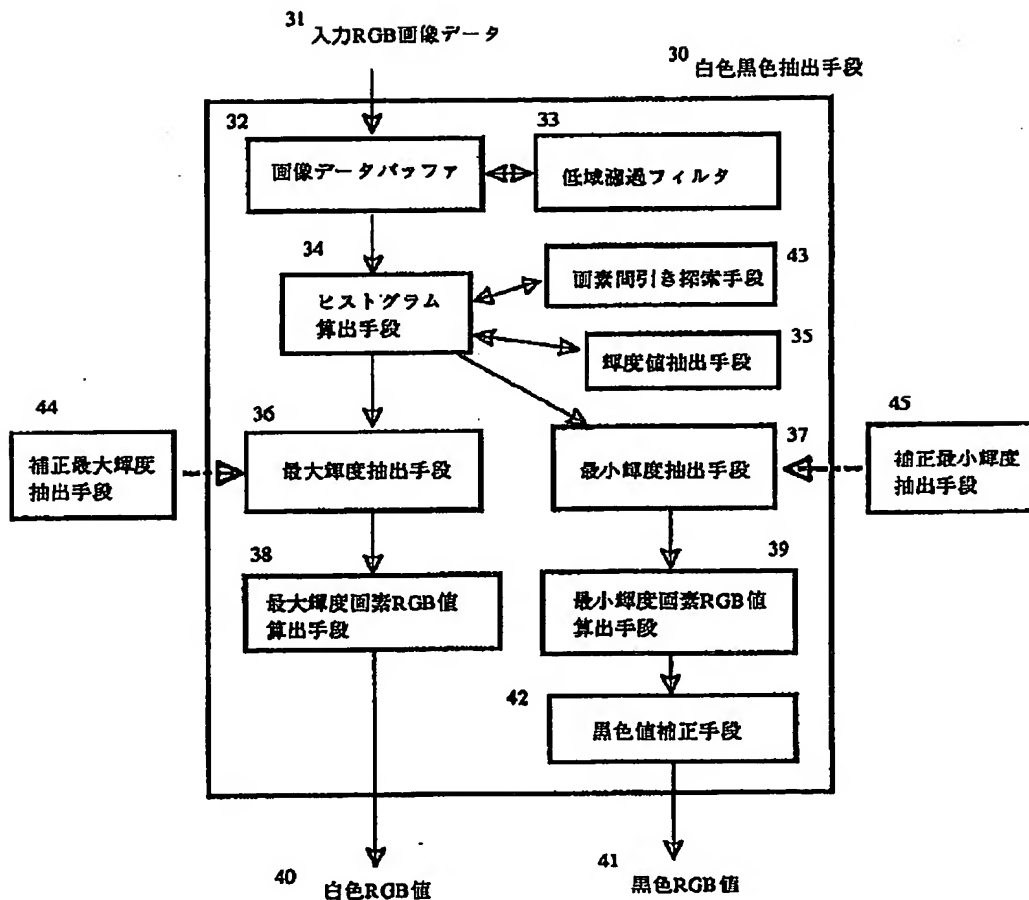 31
入力RGB画像データ
30
白色黒色抽出手段
32
画像データバッファ
33
低域濾過フィルタ
34
ヒストグラム
算出手段
43
画素間引き探索手段
35
輝度値抽出手段
44
補正最大輝度
抽出手段
36
最大輝度抽出手段
37
最小輝度抽出手段
45
補正最小輝度
抽出手段
38
最大輝度画素RGB値
算出手段
39
最小輝度画素RGB値
算出手段
42
黒色値補正手段
40
白色RGB値
41
黒色RGB値